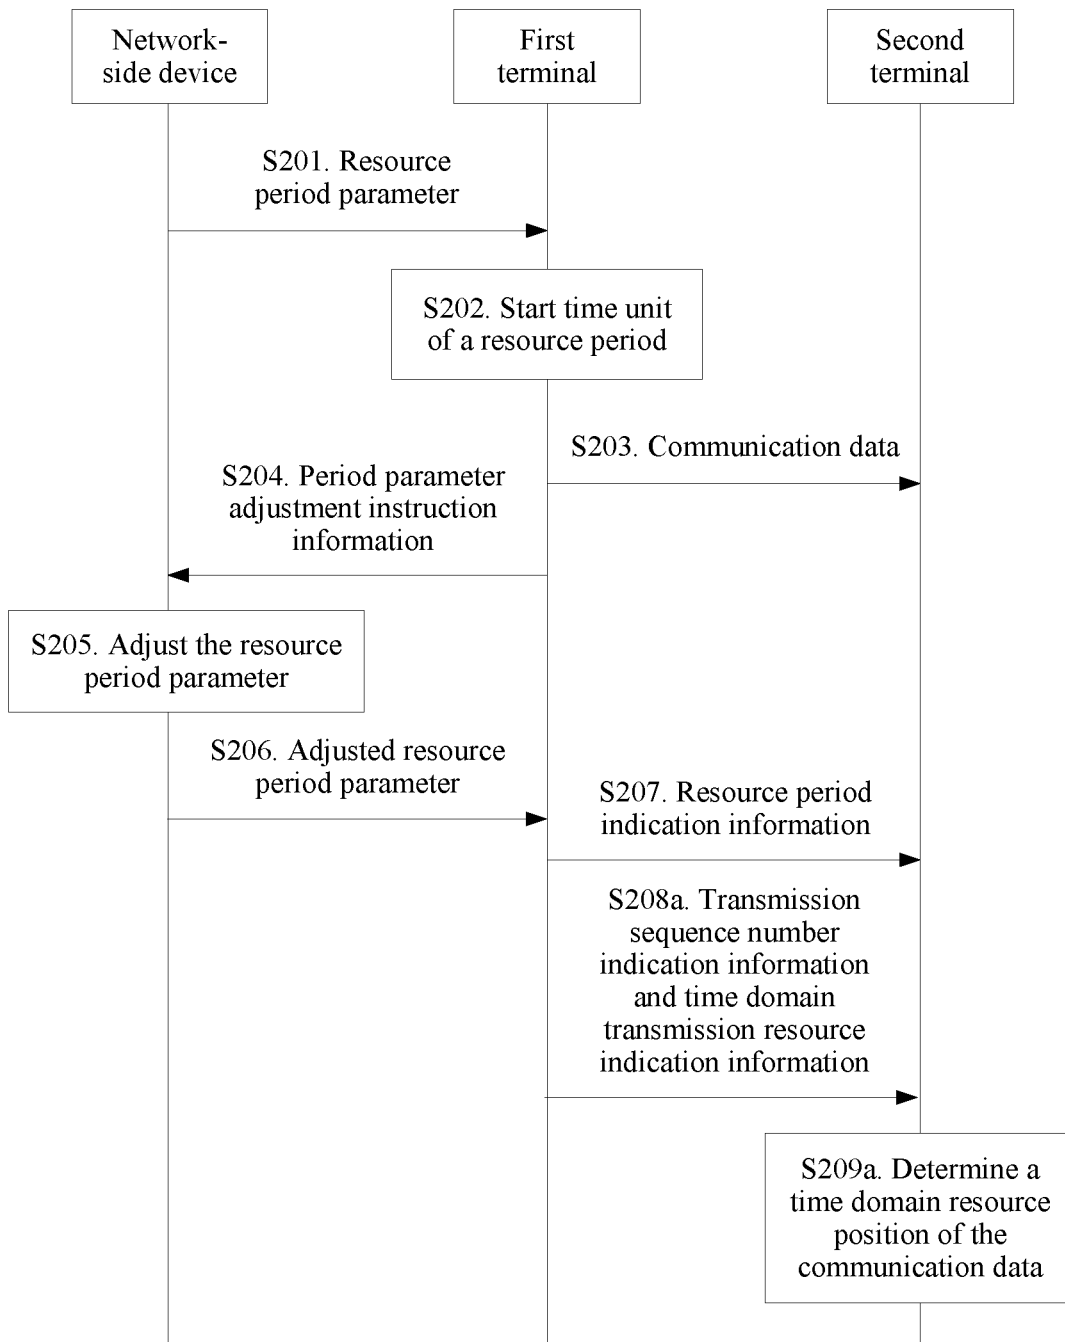 Network-
side device
First
terminal
Second
terminal
S201. Resource
period parameter
S202. Start time unit
of a resource period
S203. Communication data
S204. Period parameter
adjustment instruction
information
S205. Adjust the resource
period parameter
S206. Adjusted resource
period parameter
S207. Resource period
indication information
S208a. Transmission
sequence number
indication information
and time domain
transmission resource
indication information
S209a. Determine a
time domain resource
position of the
communication data